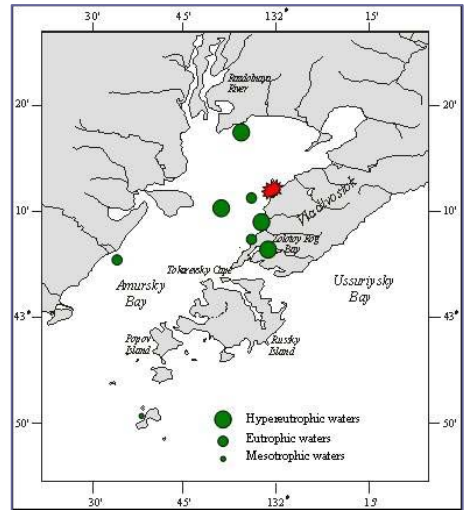 30' 45' 132° 15'
Razdolnaya
River
20' 20'
10' 10'
Vladivostok
Zolotoy Rog
Bay
Tokarevsky Cape
Amursky
Bay
Ussuriysky
Bay
43° 43°
Popov
Island
Russky
Island
50' 50'
Hypereutrophic waters
Eutrophic waters
Mesotrophic waters
30' 45' 132° 15